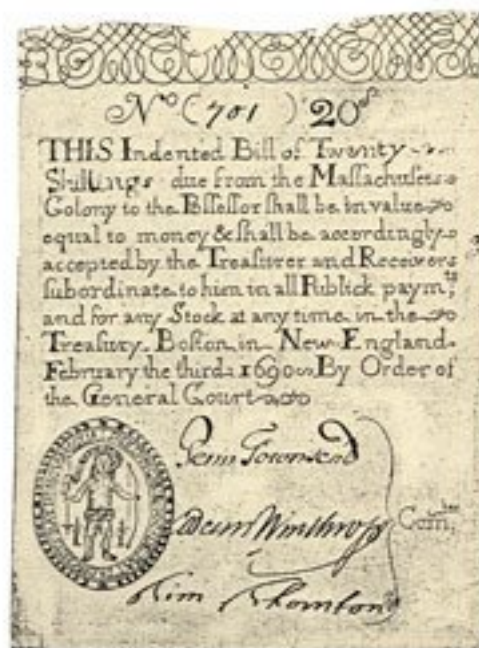 No (701) 20s
THIS Indented Bill of Twenty
Shillings due from the Massachusets
Colony to the Possessor shall be in value
equal to money & shall be accordingly
accepted by the Treasurer and Receivers
subordinate to him in all Publick paymts
and for any Stock at any time in the
Treasury. Boston in New England
February the third 1690 By Order of
the General Court
Penn Townsend
Adam Winthrop Comtee
Tim Thornton